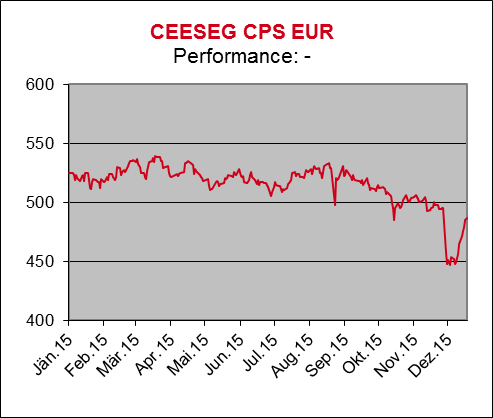 CEESEG CPS EUR
Performance: -
600
550
500
450
400
Jän.15
Feb.15
Mär.15
Apr.15
Mai.15
Jun.15
Jul.15
Aug.15
Sep.15
Okt.15
Nov.15
Dez.15